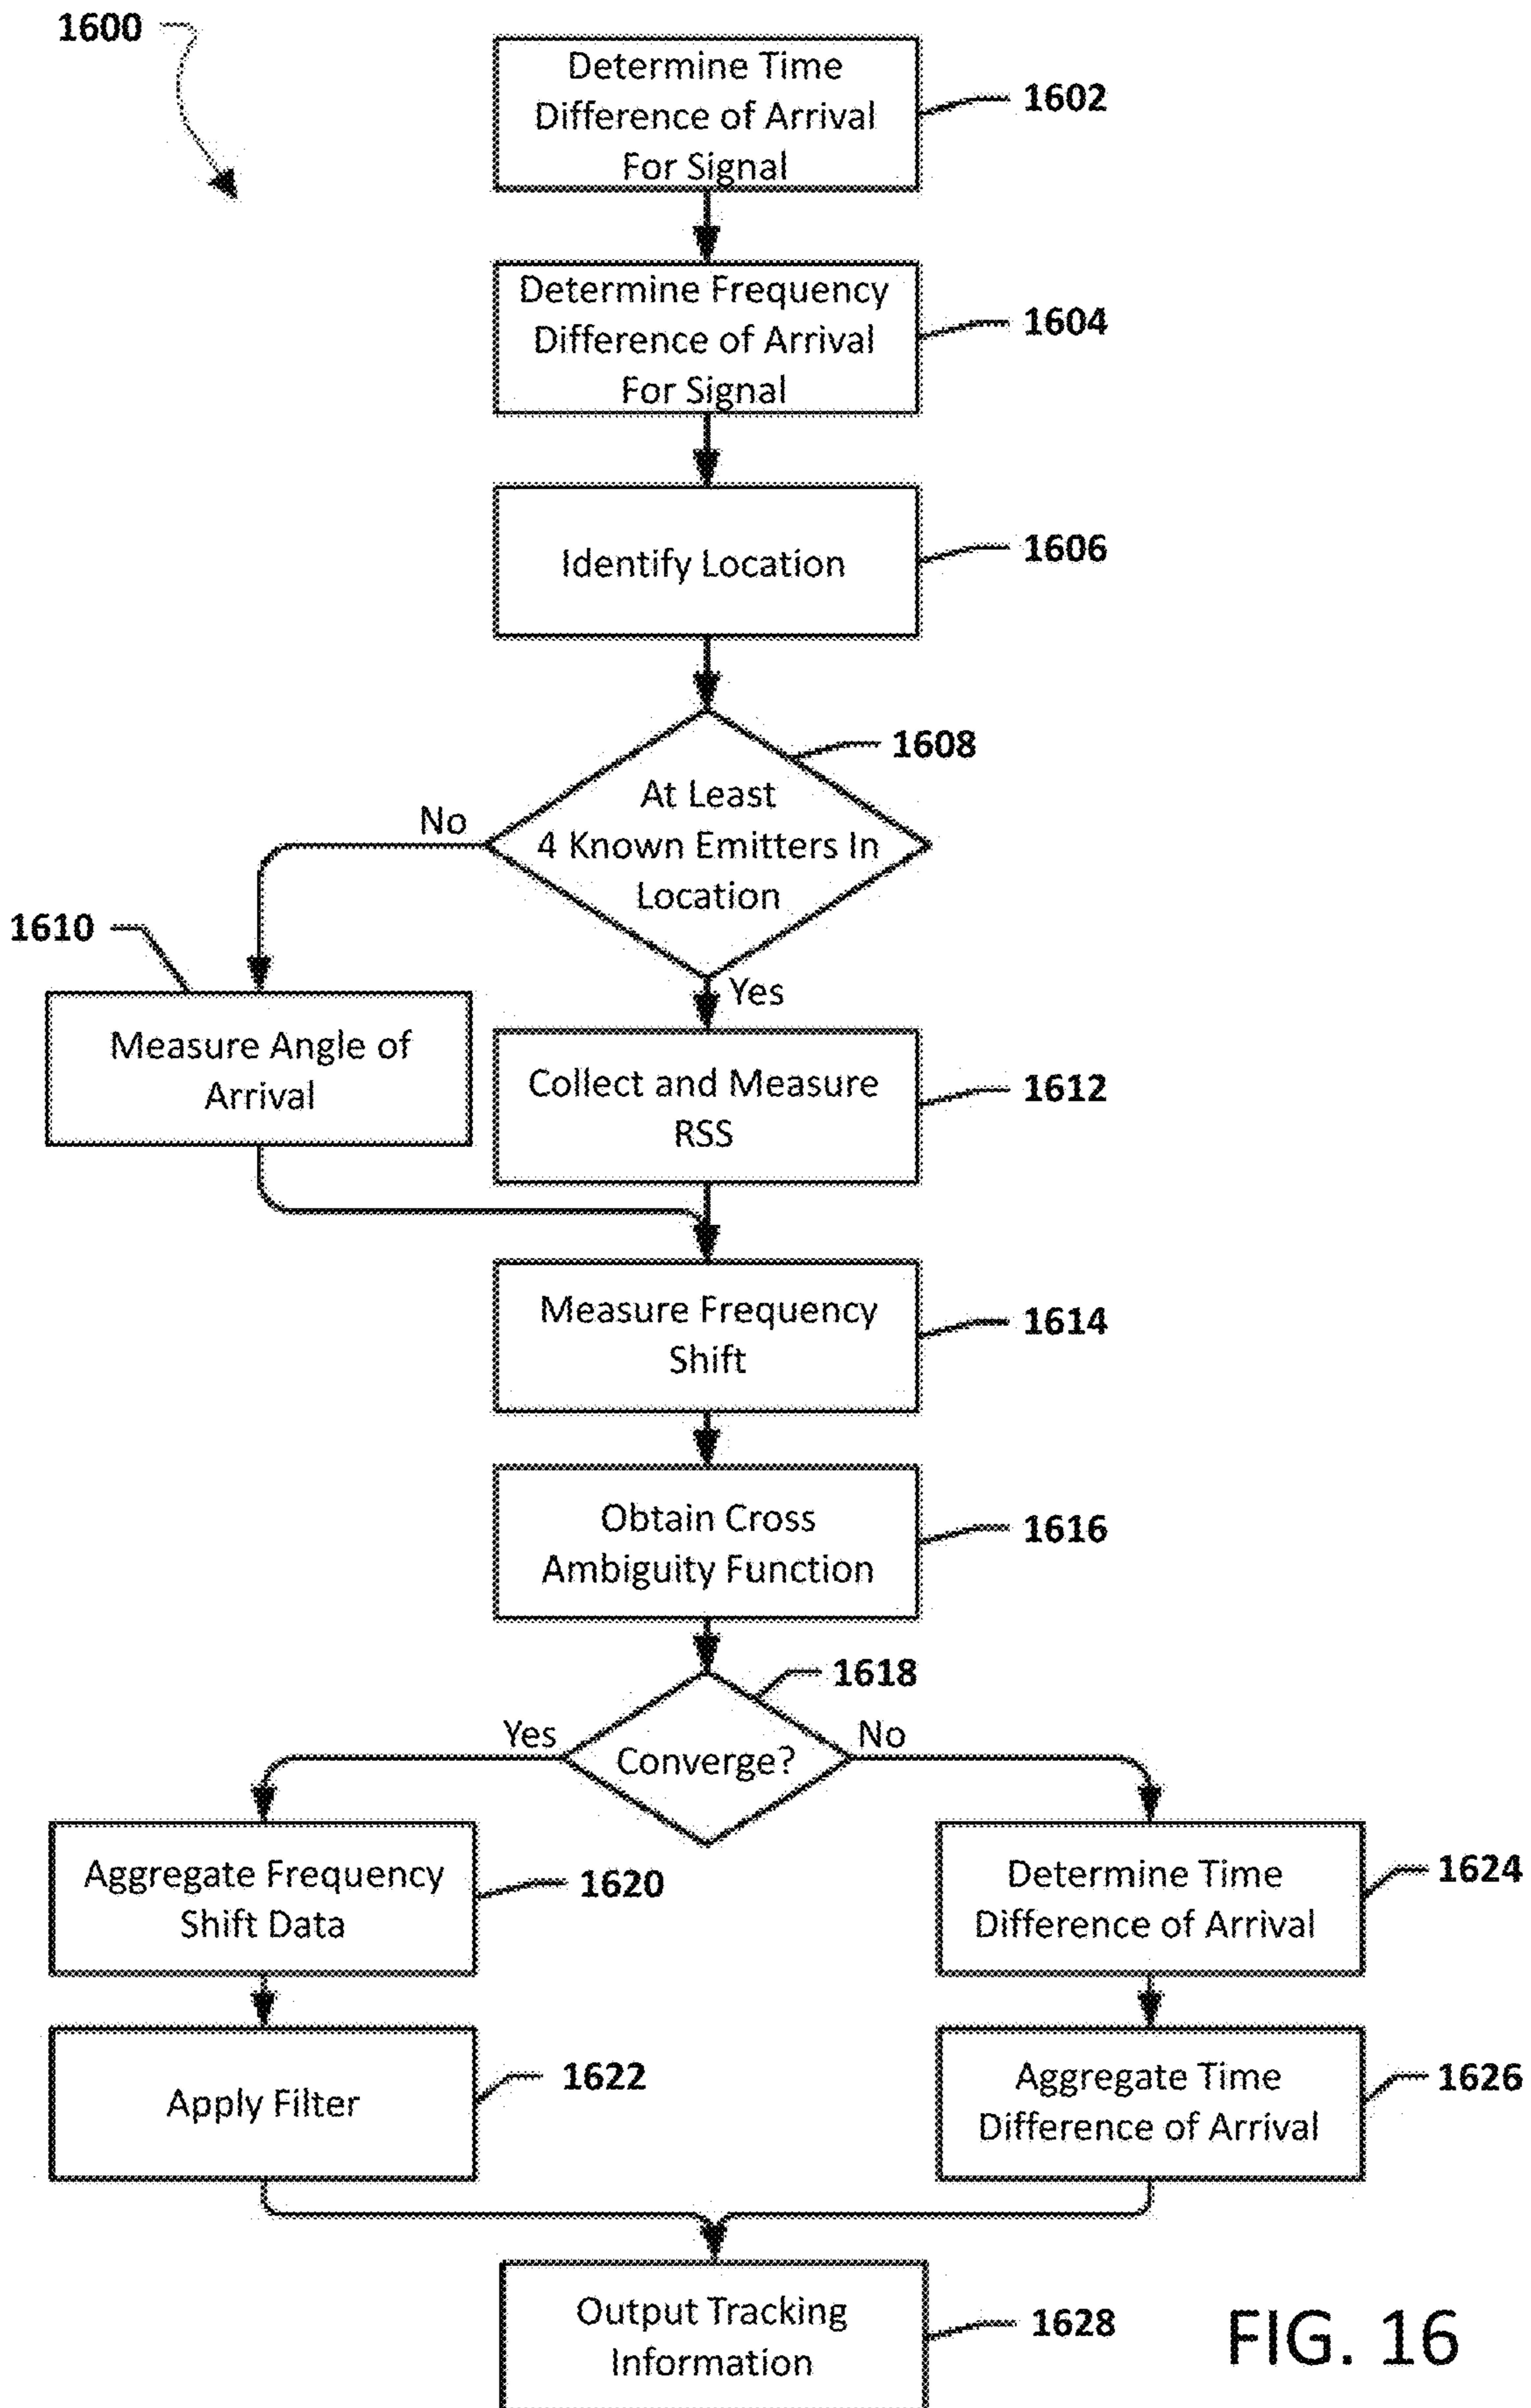 1600
Determine Time
Difference of Arrival
For Signal
1602
Determine Frequency
Difference of Arrival
For Signal
1604
Identify Location
1606
1608
At Least
4 Known Emitters In
Location
No
Yes
1610
Measure Angle of
Arrival
Collect and Measure
RSS
1612
Measure Frequency
Shift
1614
Obtain Cross
Ambiguity Function
1616
1618
Converge?
Yes
No
Aggregate Frequency
Shift Data
1620
Determine Time
Difference of Arrival
1624
Apply Filter
1622
Aggregate Time
Difference of Arrival
1626
Output Tracking
Information
1628
FIG. 16